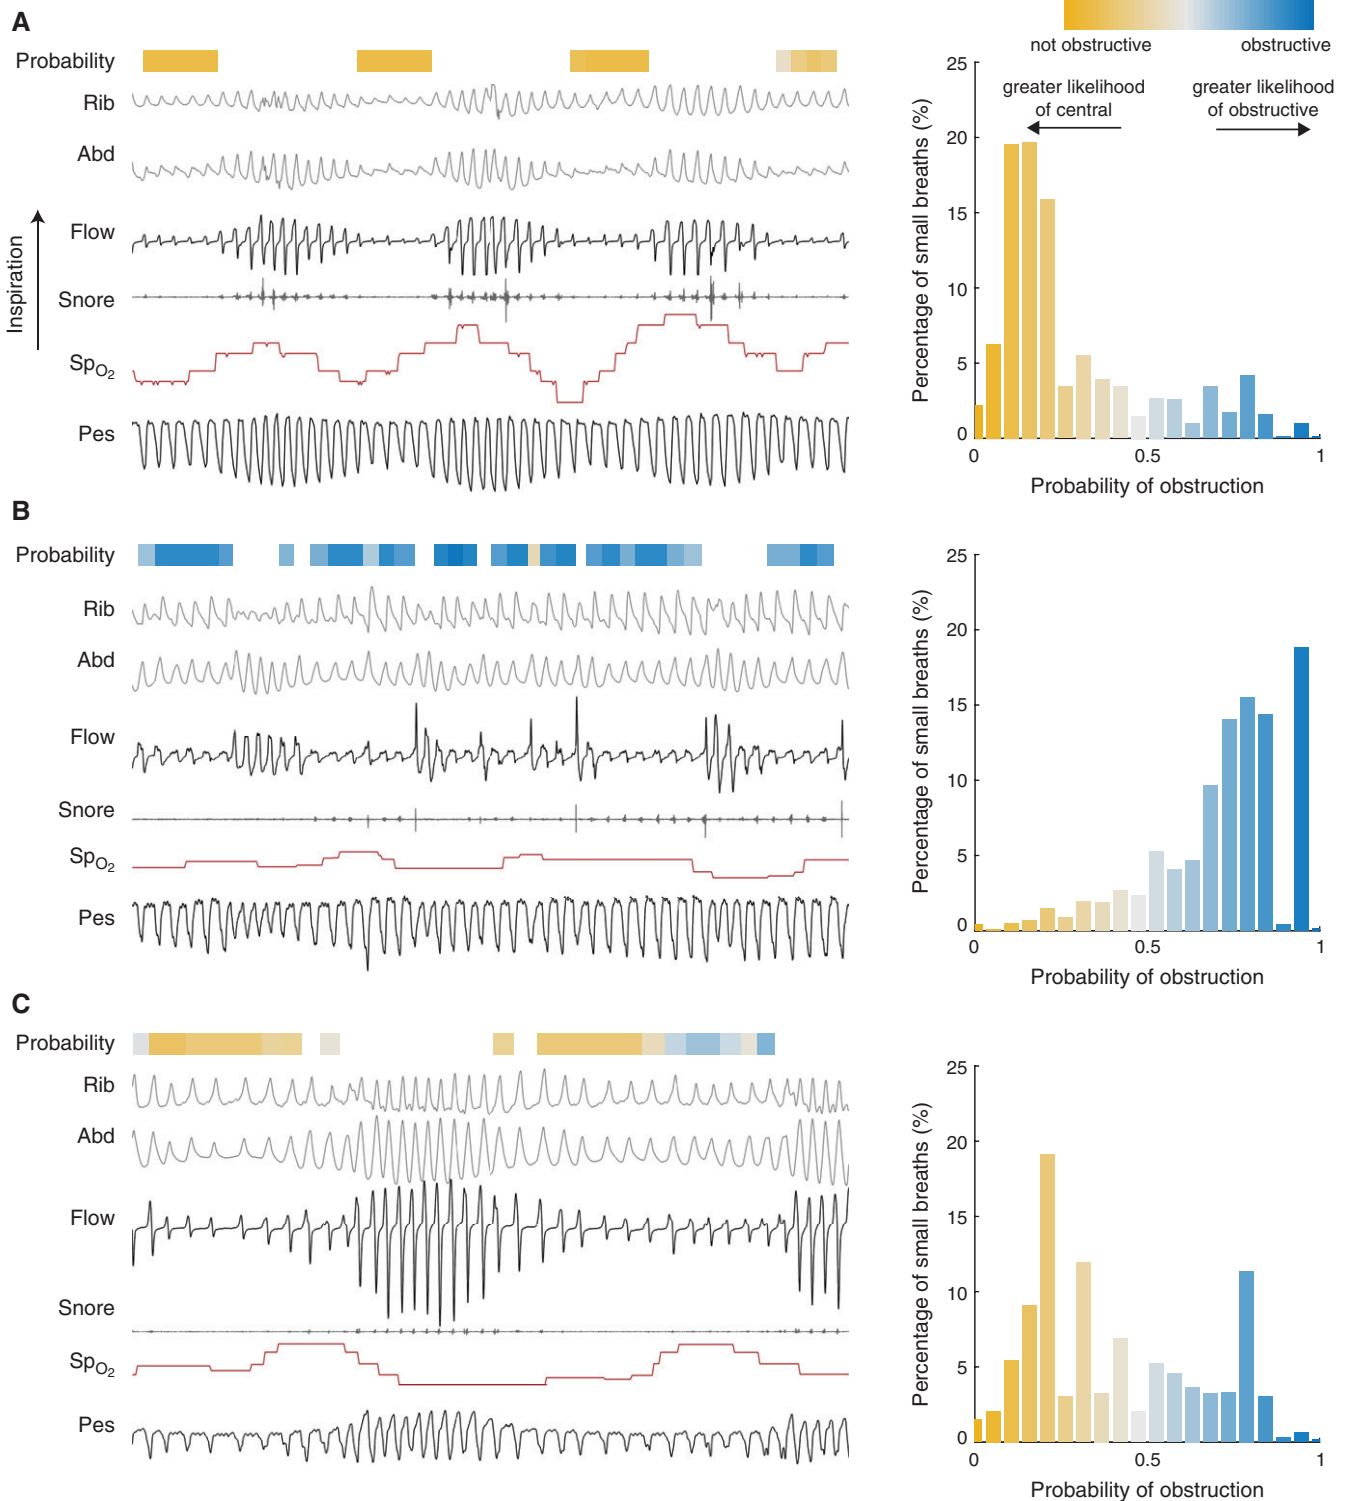 A
Probability
Rib
Abd
Flow
Snore
SpO2
Pes
Inspiration
not obstructive
obstructive
greater likelihood
of central
greater likelihood
of obstructive
Percentage of small breaths (%)
25
20
15
10
5
0
0
0.5
1
Probability of obstruction
B
Probability
Rib
Abd
Flow
Snore
SpO2
Pes
Percentage of small breaths (%)
25
20
15
10
5
0
0
0.5
1
Probability of obstruction
C
Probability
Rib
Abd
Flow
Snore
SpO2
Pes
Percentage of small breaths (%)
25
20
15
10
5
0
0
0.5
1
Probability of obstruction